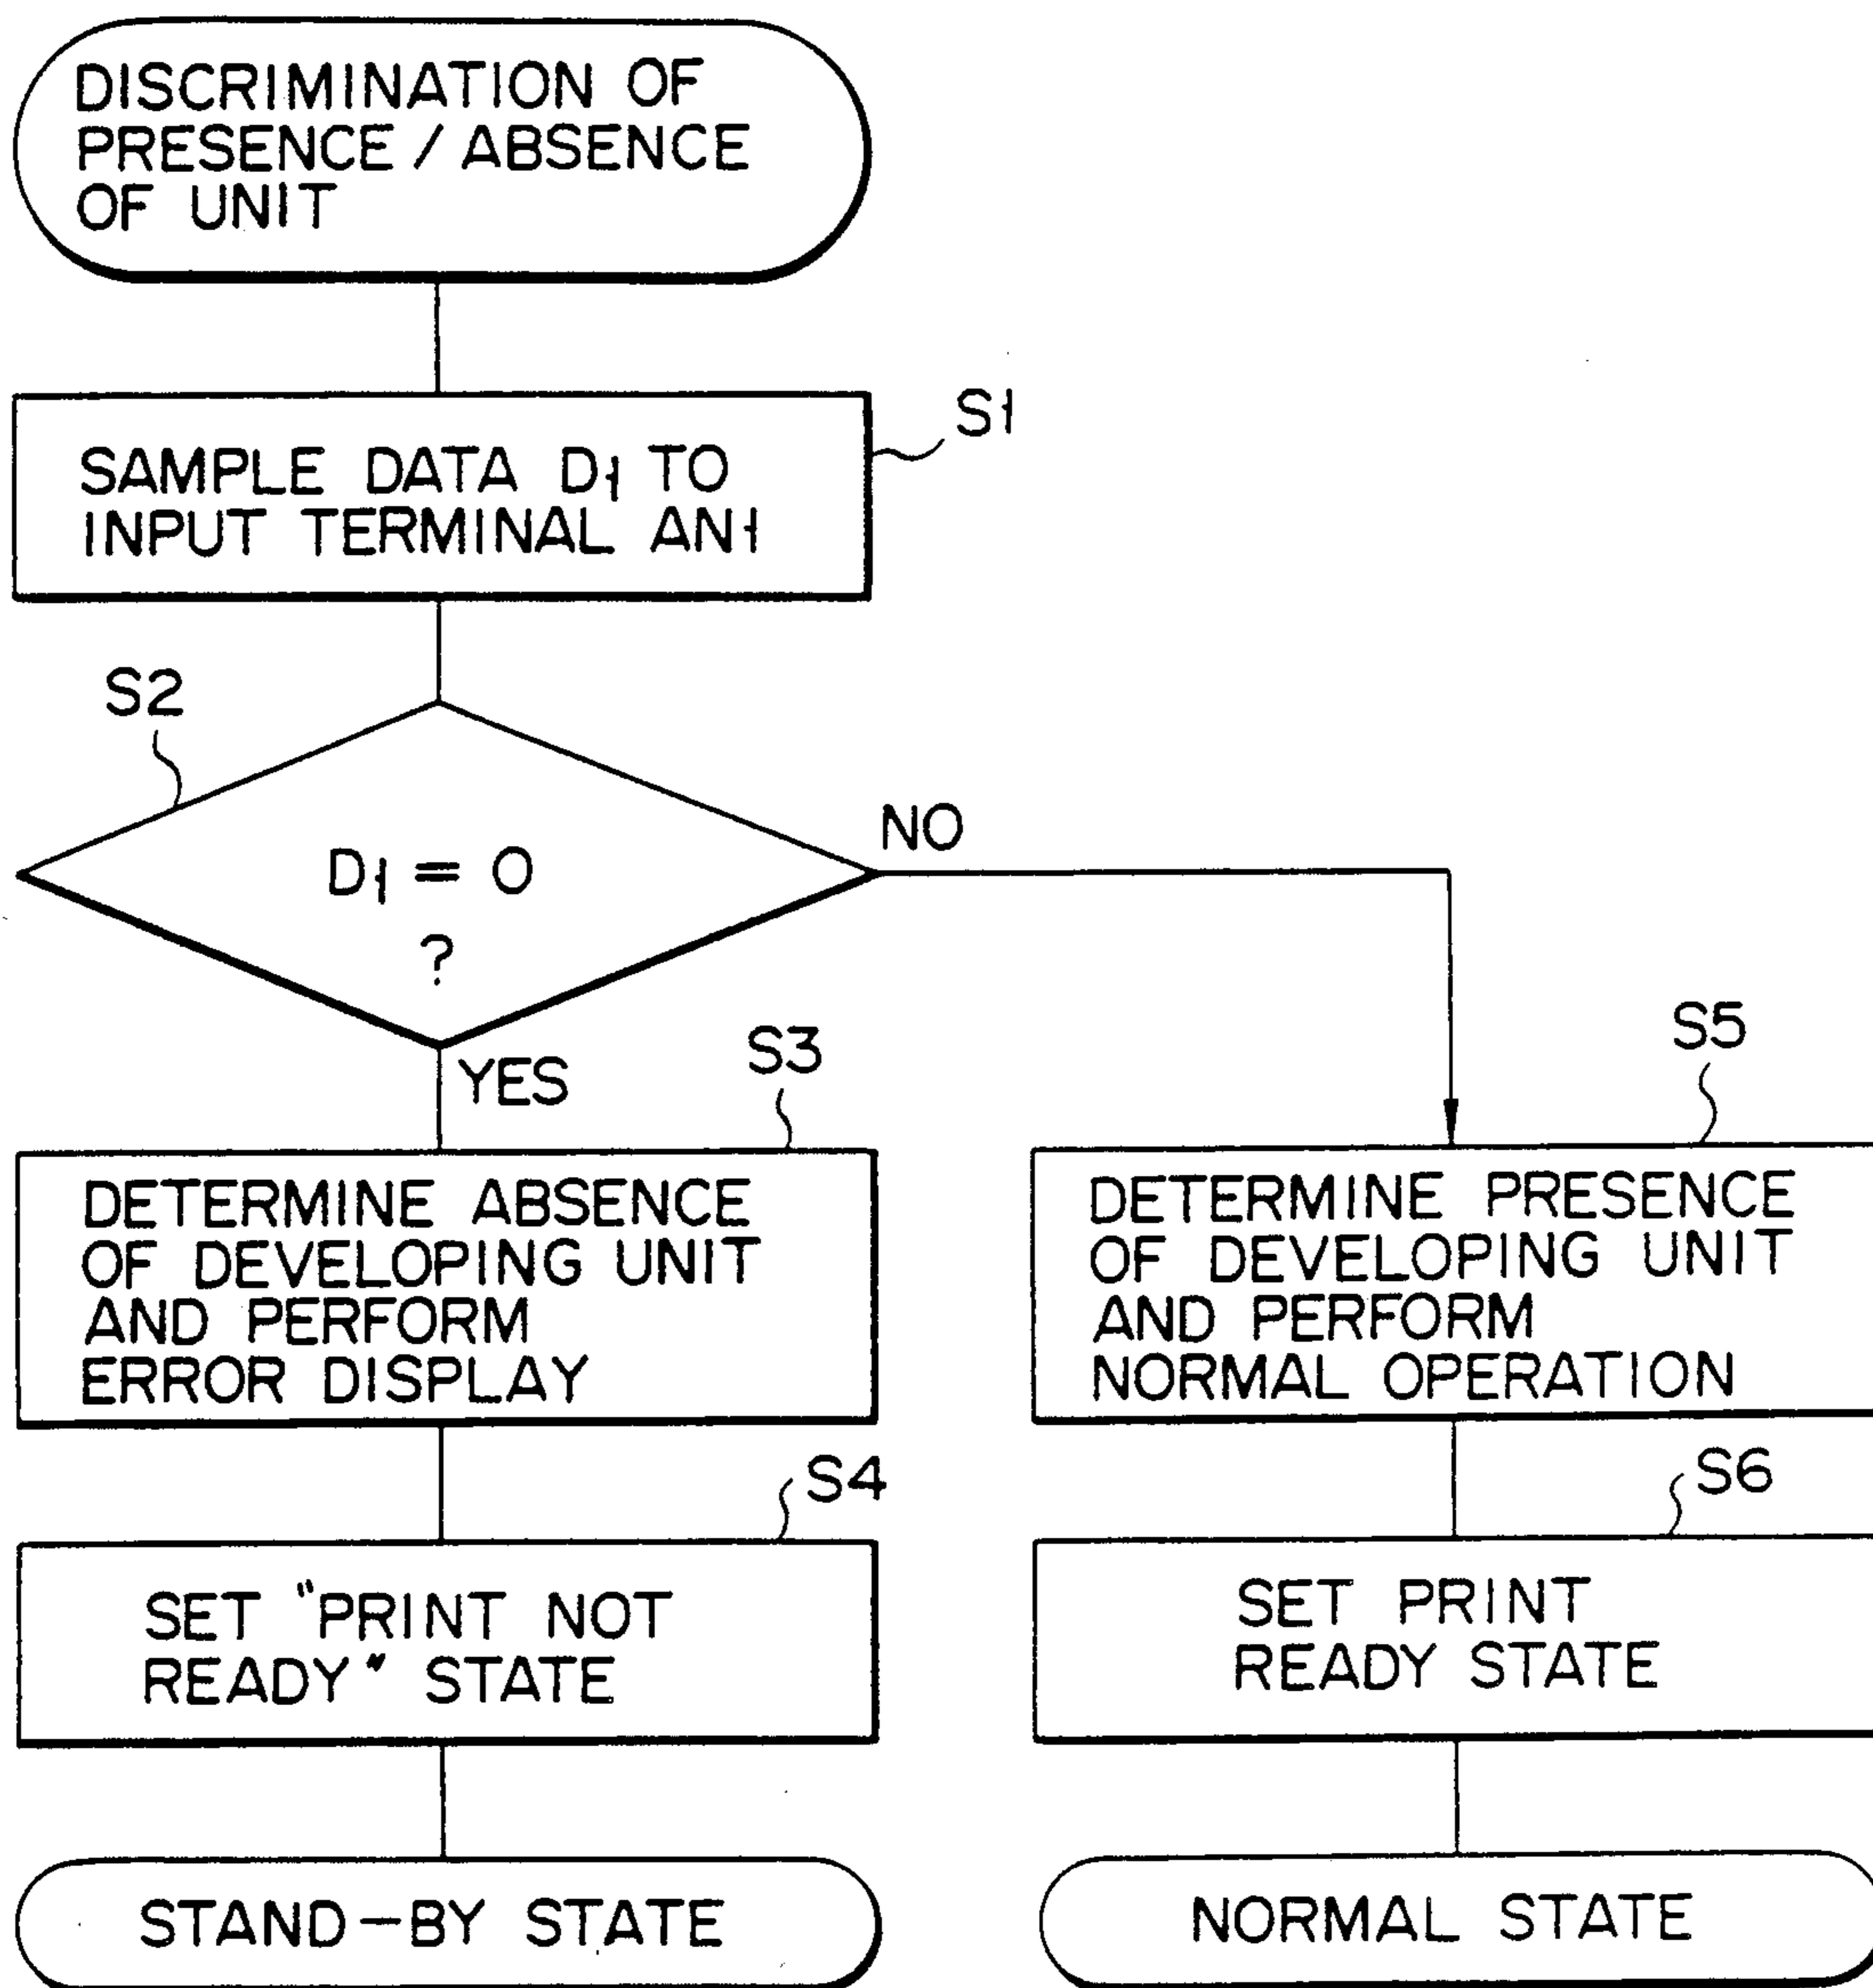 DISCRIMINATION OF
PRESENCE / ABSENCE
OF UNIT
S1
SAMPLE DATA D1 TO
INPUT TERMINAL AN1
S2
D1 = 0
?
NO
YES
S3
DETERMINE ABSENCE
OF DEVELOPING UNIT
AND PERFORM
ERROR DISPLAY
S5
DETERMINE PRESENCE
OF DEVELOPING UNIT
AND PERFORM
NORMAL OPERATION
S4
SET "PRINT NOT
READY" STATE
S6
SET PRINT
READY STATE
STAND-BY STATE
NORMAL STATE